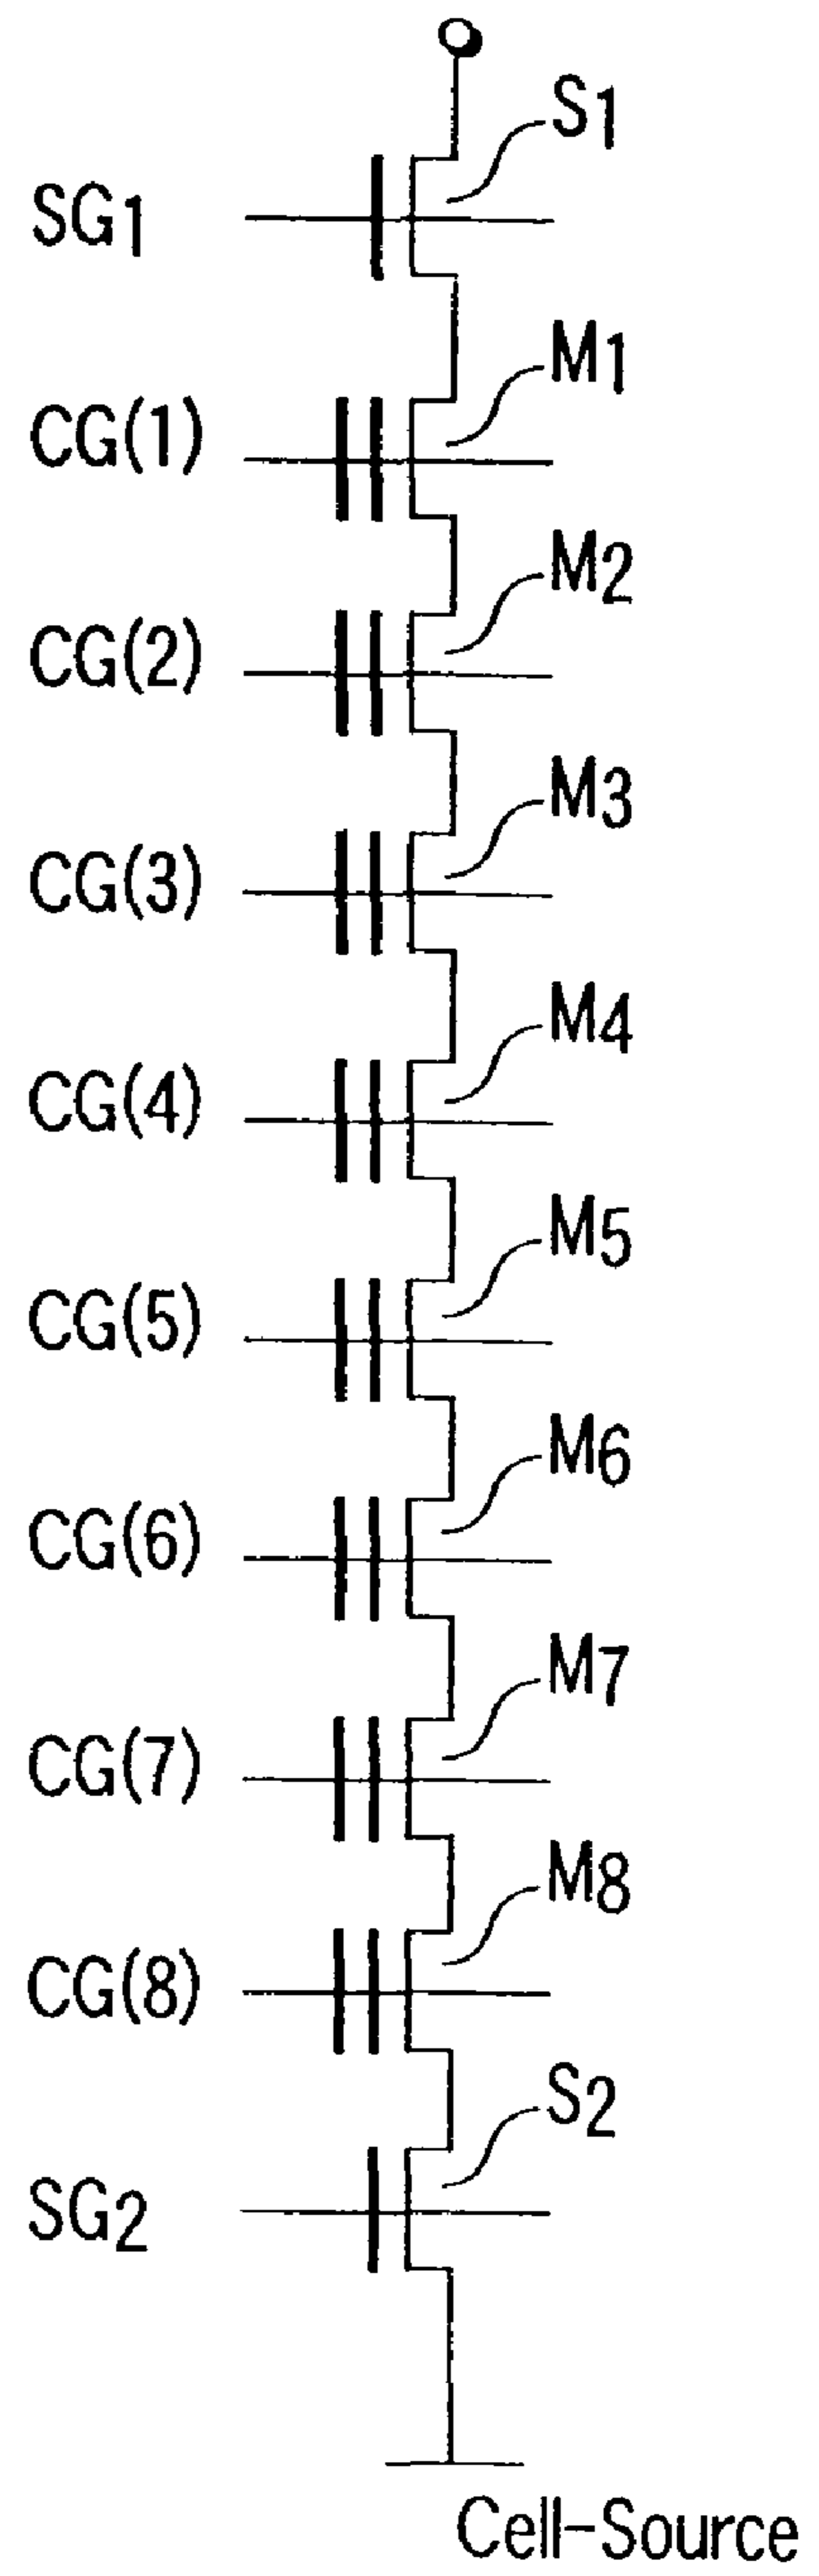 S1
SG1
M1
CG(1)
M2
CG(2)
M3
CG(3)
M4
CG(4)
M5
CG(5)
M6
CG(6)
M7
CG(7)
M8
CG(8)
S2
SG2
Cell-Source